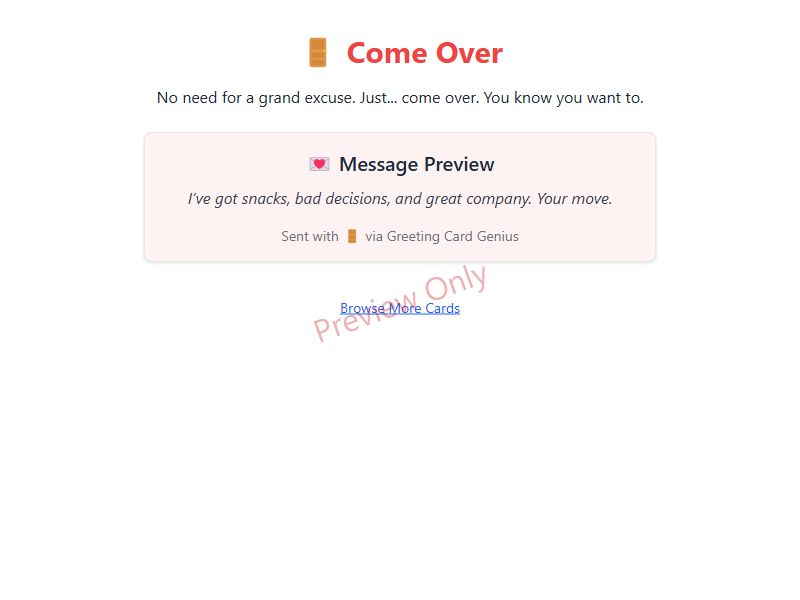 🚪 Come Over
No need for a grand excuse. Just... come over. You know you want to.
💌 Message Preview
I've got snacks, bad decisions, and great company. Your move.
Sent with 🚪 via Greeting Card Genius
Preview Only
Browse More Cards